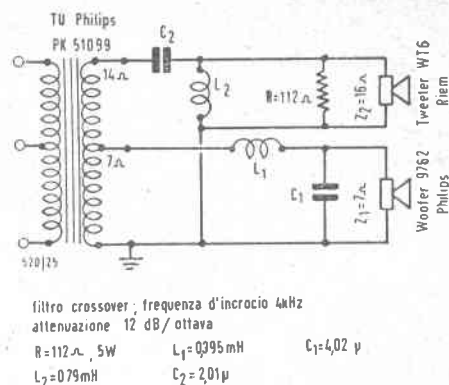 TU Philips
PK 51099
C2
14Ω
L2
R=112Ω
Z2=16Ω
Tweeter WT6
Riem
7Ω
L1
C1
Z1=7Ω
Woofer 9762
Philips
520/25
filtro crossover; frequenza d'incrocio 4kHz
attenuazione 12 dB/ottava
R=112Ω, 5W
L1=0,395mH
C1=4,02 µ
L2=0,79mH
C2=2,01µ